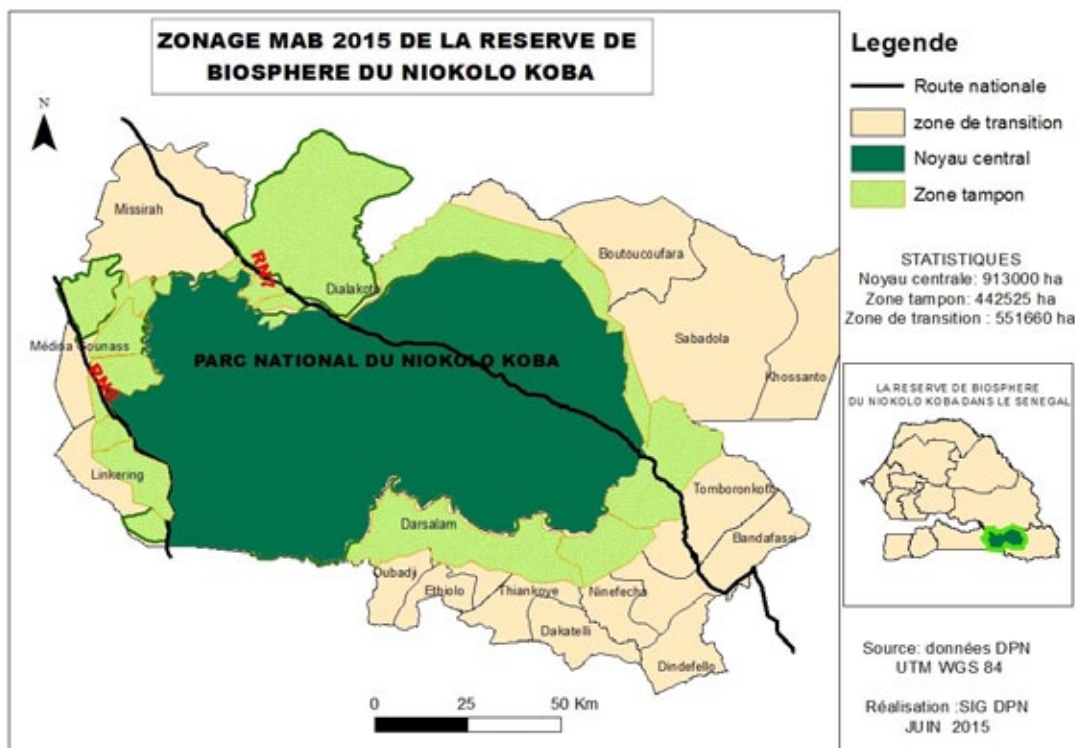 ZONAGE MAB 2015 DE LA RESERVE DE
BIOSPHERE DU NIOKOLO KOBA
N
Missirah
RN7
Dialakoto
Boutoucoufara
Sabadola
Khossanto
Médina Gounass
RN6
PARC NATIONAL DU NIOKOLO KOBA
Linkering
Tomboronkoto
Darsalam
Bandafassi
Oubadji
Ethiolo
Thiankoye
Ninefecha
Dakatelli
Dindefello
0 25 50 Km
Legende
Route nationale
zone de transition
Noyau central
Zone tampon
STATISTIQUES
Noyau centrale: 913000 ha
Zone tampon: 442525 ha
Zone de transition : 551660 ha
LA RESERVE DE BIOSPHERE
DU NIOKOLO KOBA DANS LE SENEGAL
Source: données DPN
UTM WGS 84
Réalisation :SIG DPN
JUIN 2015